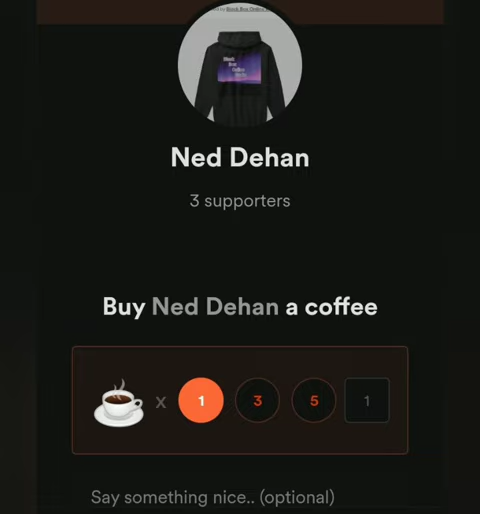 Ned Dehan
3 supporters
Buy Ned Dehan a coffee
x 1 3 5 1
Say something nice.. (optional)